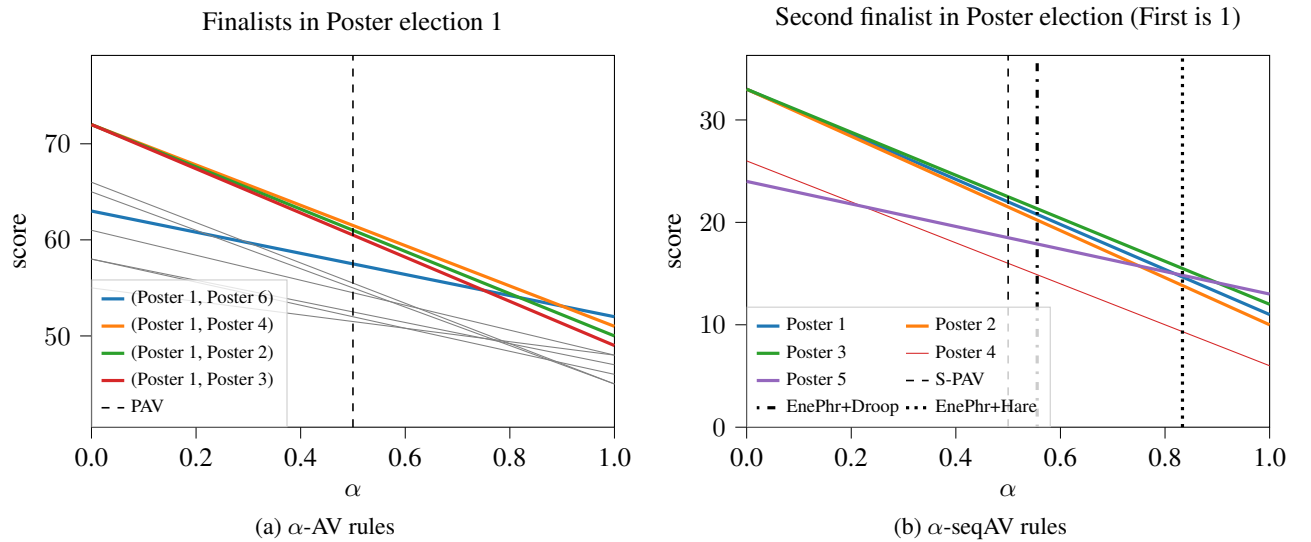 Finalists in Poster election 1
score
70
60
50
(Poster 1, Poster 6)
(Poster 1, Poster 4)
(Poster 1, Poster 2)
(Poster 1, Poster 3)
PAV
0.0 0.2 0.4 0.6 0.8 1.0
α
(a) α-AV rules
Second finalist in Poster election (First is 1)
score
30
20
10
0
Poster 1 Poster 2
Poster 3 Poster 4
Poster 5 S-PAV
EnePhr+Droop EnePhr+Hare
0.0 0.2 0.4 0.6 0.8 1.0
α
(b) α-seqAV rules